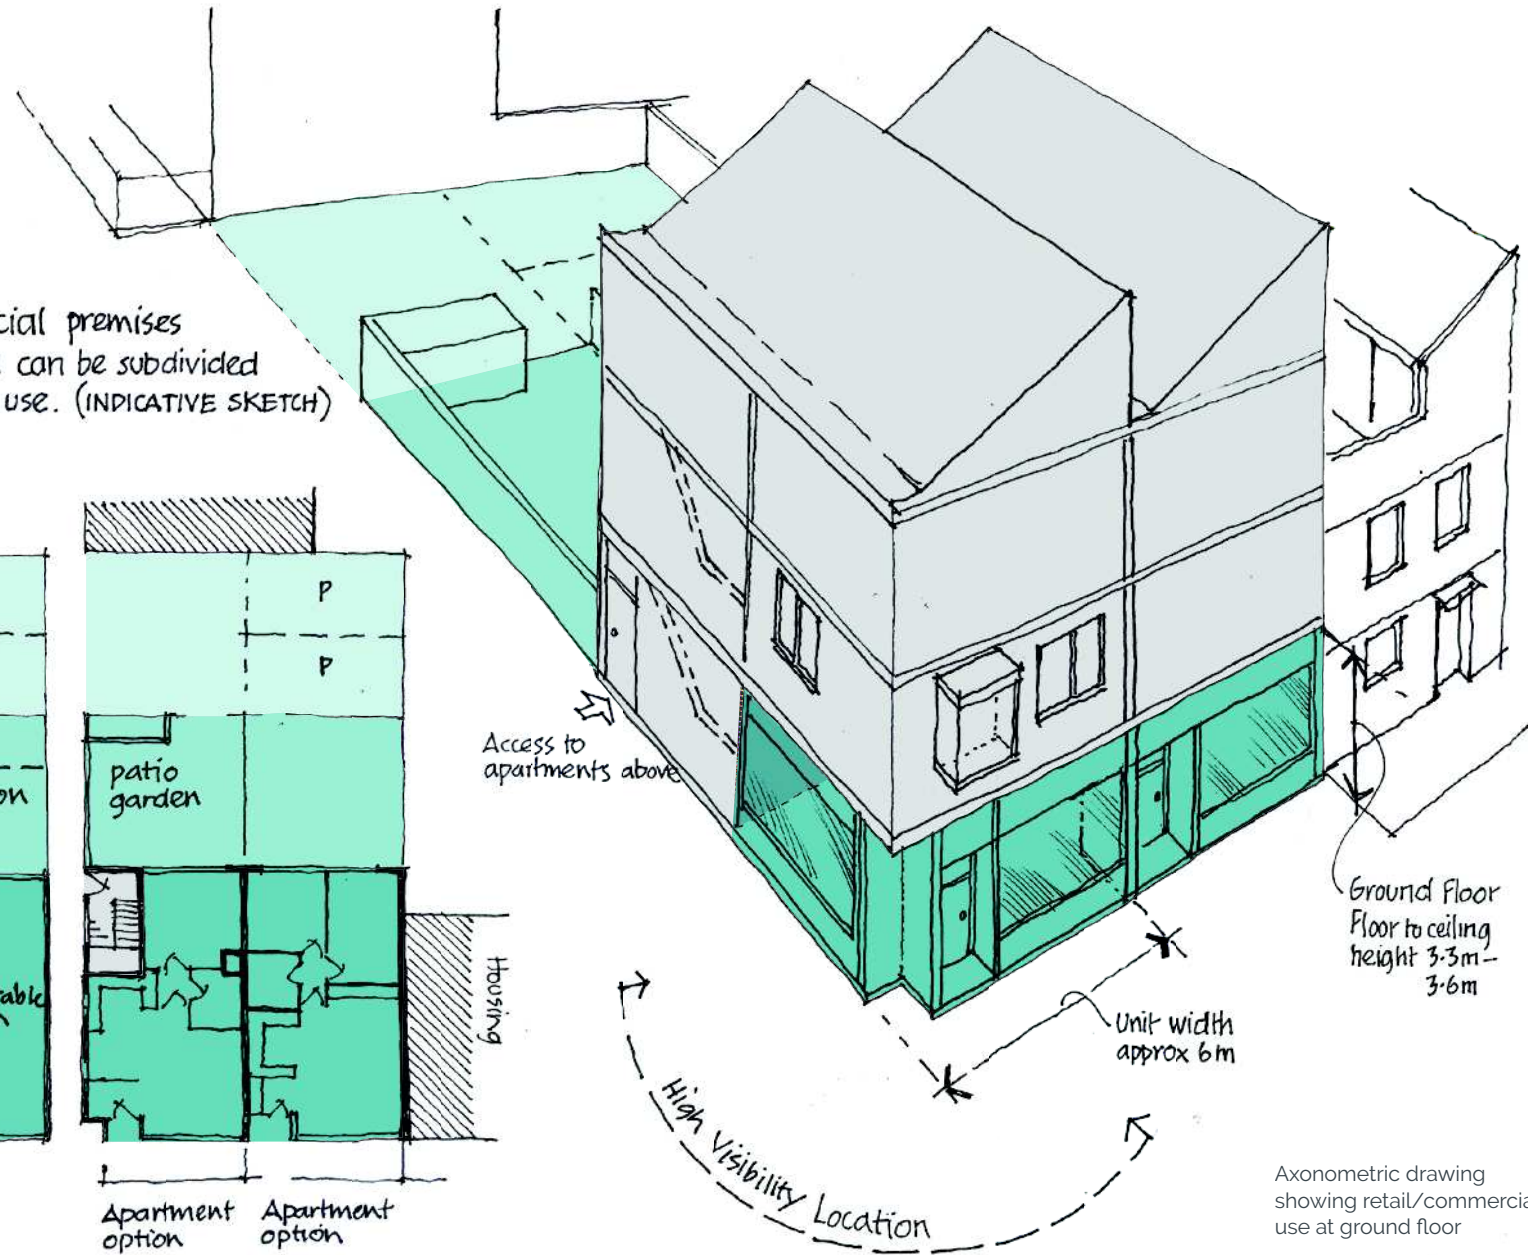 cial premises
can be subdivided
use. (INDICATIVE SKETCH)
P
P
patio
garden
on
able
Housing
Apartment
option
Apartment
option
Access to
apartments above
High Visibility Location
Unit width
approx 6m
Ground Floor
Floor to ceiling
height 3.3m–
3.6m
Axonometric drawing
showing retail/commercia
use at ground floor